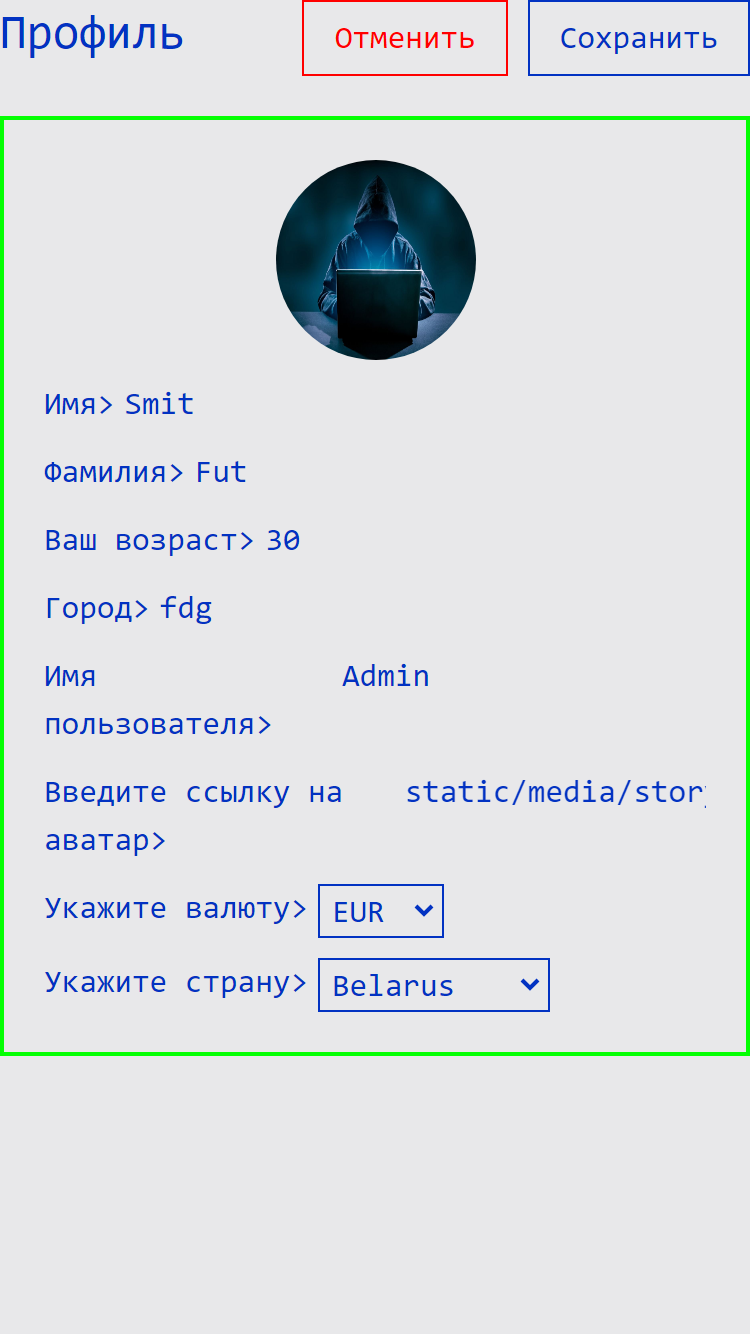 Профиль
Отменить
Сохранить
Имя> Smit
Фамилия> Fut
Ваш возраст> 30
Город> fdg
Имя Admin
пользователя>
Введите ссылку на static/media/stor
аватар>
Укажите валюту> EUR
Укажите страну> Belarus